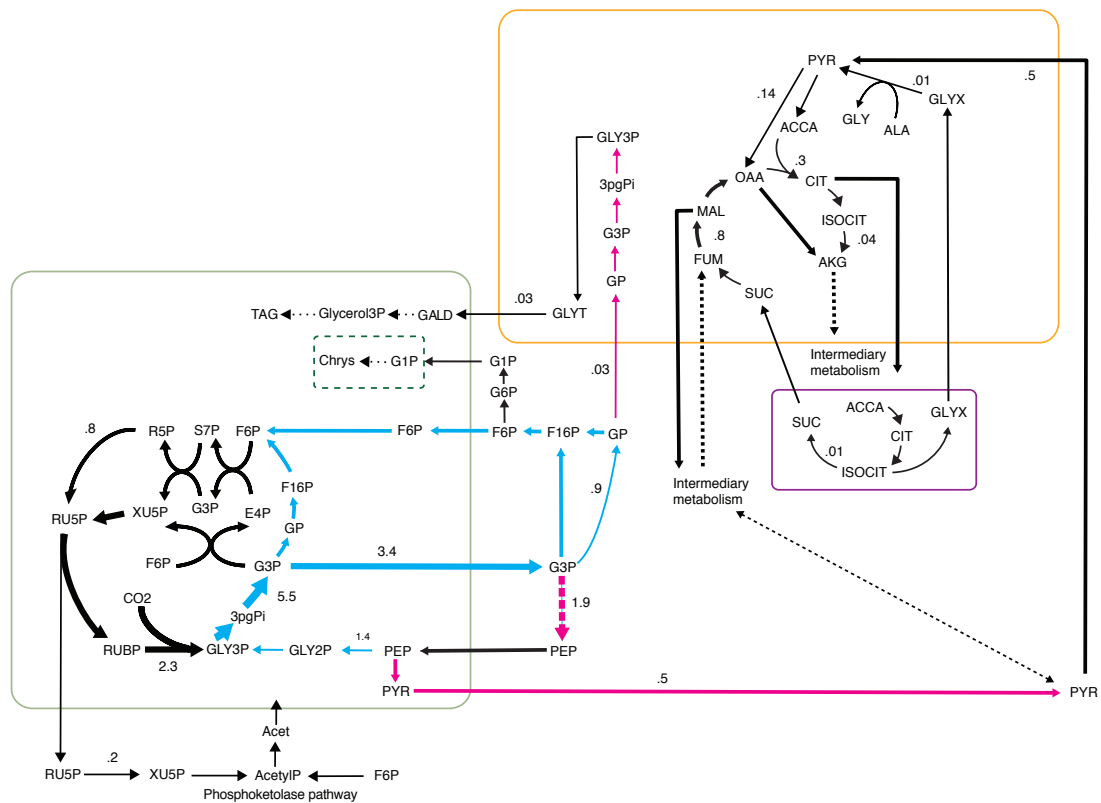 PYR
.5
.01
GLYX
.14
GLY
ALA
ACCA
GLY3P
.3
OAA
CIT
3pgPi
MAL
ISOCIT
G3P
.8
.04
FUM
AKG
GP
SUC
.03
TAG
Glycerol3P
GALD
GLYT
Intermediary
metabolism
Chrys
G1P
G1P
.03
G6P
ACCA
GLYX
SUC
CIT
.01
ISOCIT
.8
R5P
S7P
F6P
F6P
F6P
F16P
GP
F16P
.9
Intermediary
metabolism
RU5P
XU5P
G3P
E4P
GP
3.4
F6P
G3P
G3P
5.5
1.9
CO2
3pgPi
RUBP
2.3
GLY3P
GLY2P
1.4
PEP
PEP
PYR
.5
PYR
Acet
.2
RU5P
XU5P
AcetylP
F6P
Phosphoketolase pathway